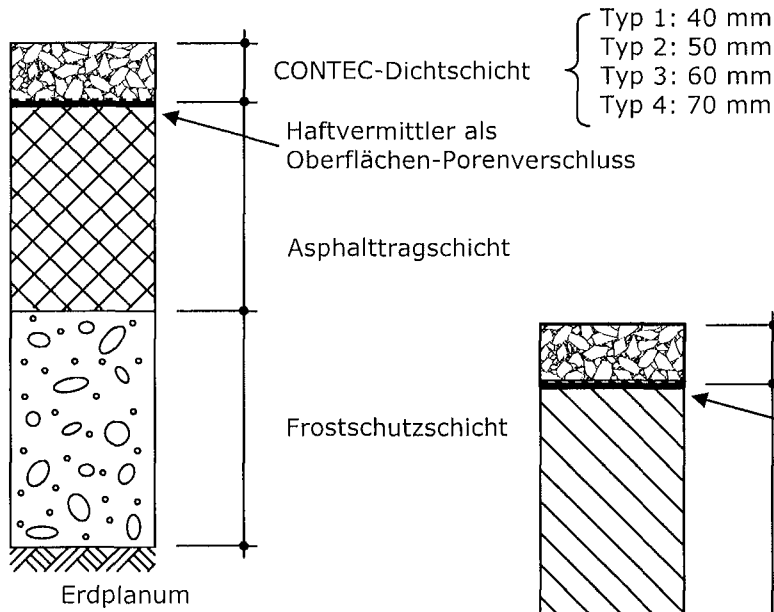 Typ 1: 40 mm
Typ 2: 50 mm
CONTEC-Dichtschicht
Typ 3: 60 mm
Typ 4: 70 mm
Haftvermittler als
Oberflächen-Porenverschluss
Asphalttragschicht
Frostschutzschicht
Erdplanum